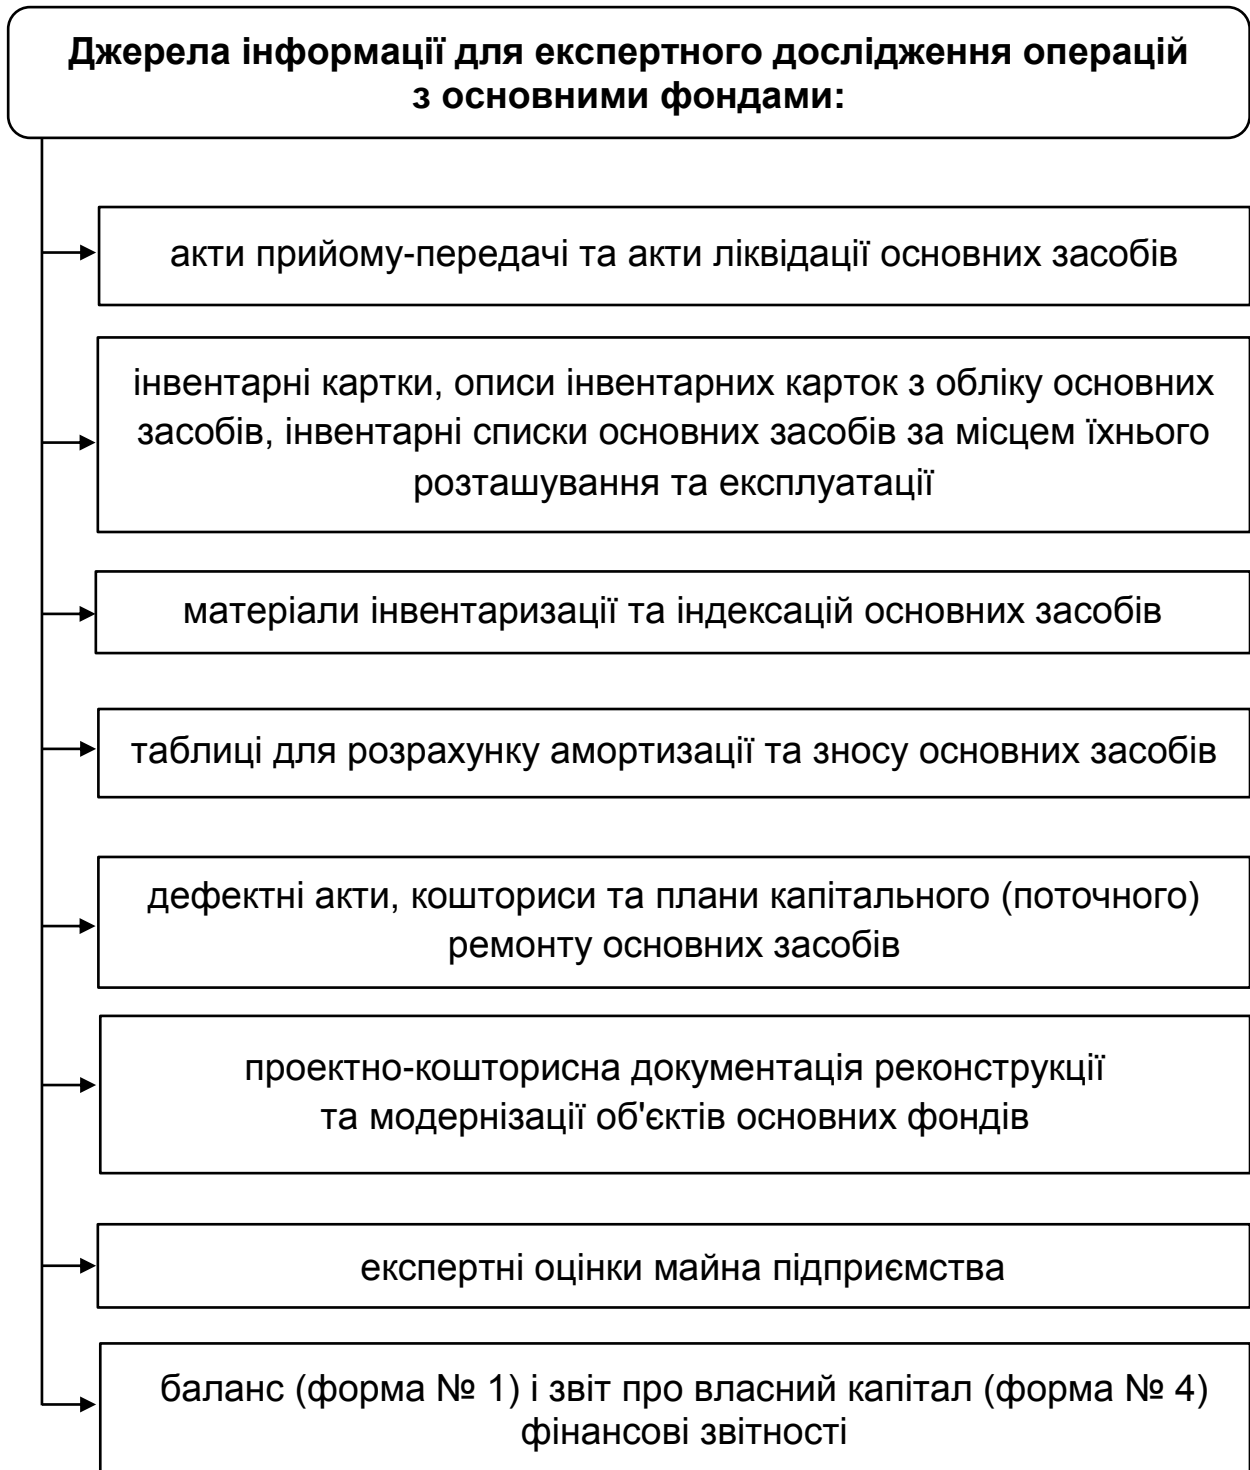 Джерела інформації для експертного дослідження операцій
з основними фондами:
акти прийому-передачі та акти ліквідації основних засобів
інвентарні картки, описи інвентарних карток з обліку основних
засобів, інвентарні списки основних засобів за місцем їхнього
розташування та експлуатації
матеріали інвентаризації та індексацій основних засобів
таблиці для розрахунку амортизації та зносу основних засобів
дефектні акти, кошториси та плани капітального (поточного)
ремонту основних засобів
проектно-кошторисна документація реконструкції
та модернізації об'єктів основних фондів
експертні оцінки майна підприємства
баланс (форма № 1) і звіт про власний капітал (форма № 4)
фінансові звітності